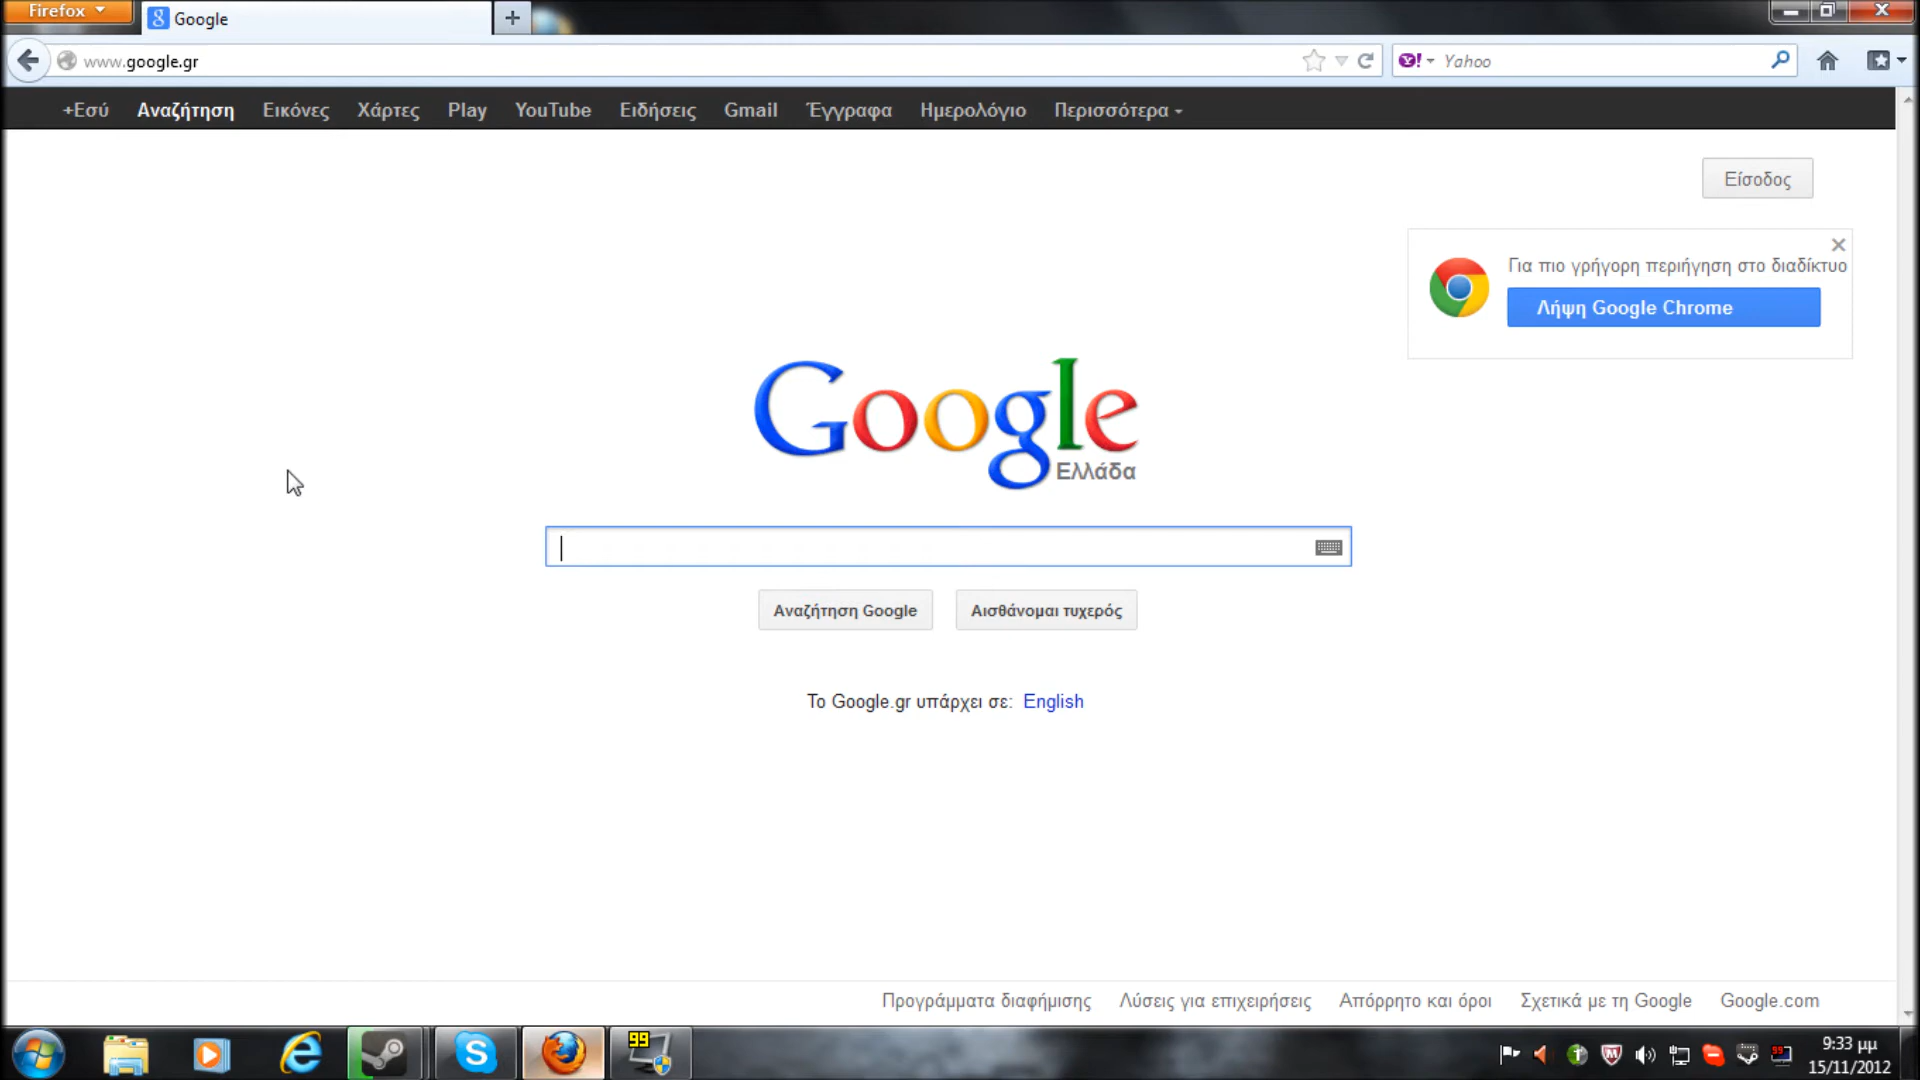 Firefox
Google
www.google.gr
Yahoo
+Εσύ Αναζήτηση Εικόνες Χάρτες Play YouTube Ειδήσεις Gmail Έγγραφα Ημερολόγιο Περισσότερα
Είσοδος
Για πιο γρήγορη περιήγηση στο διαδίκτυο
Λήψη Google Chrome
Google
Ελλάδα
Αναζήτηση Google Αισθάνομαι τυχερός
Το Google.gr υπάρχει σε: English
Προγράμματα διαφήμισης Λύσεις για επιχειρήσεις Απόρρητο και όροι Σχετικά με τη Google Google.com
99
9:33 μμ
15/11/2012